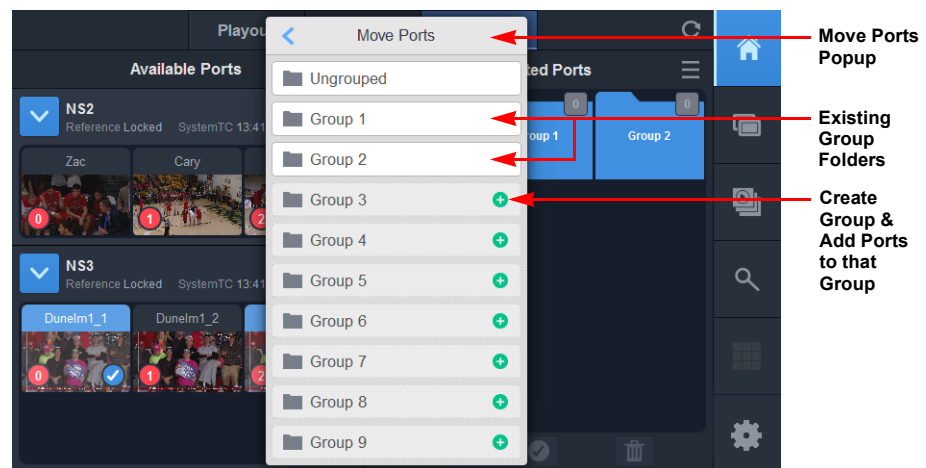 Playou
Move Ports
Available Ports
ted Ports
Ungrouped
NS2
Reference Locked SystemTC 13:41
Group 1
0
roup 1
0
Group 2
Zac
Cary
Group 2
0
1
2
Group 3
Group 4
NS3
Reference Locked SystemTC 13:41
Group 5
Dunelm1_1
Dunelm1_2
Group 6
0
1
2
Group 7
Group 8
Group 9
Move Ports
Popup
Existing
Group
Folders
Create
Group &
Add Ports
to that
Group